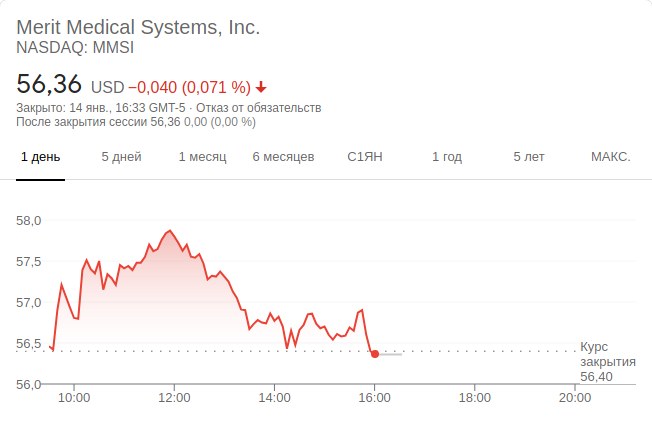 Merit Medical Systems, Inc.
NASDAQ: MMSI
56,36 USD −0,040 (0,071 %)
Закрыто: 14 янв., 16:33 GMT-5 · Отказ от обязательств
После закрытия сессии 56,36 0,00 (0,00 %)
1 день 5 дней 1 месяц 6 месяцев С1ЯН 1 год 5 лет МАКС.
58,0
57,5
57,0
56,5
56,0
Курс
закрытия
56,40
10:00 12:00 14:00 16:00 18:00 20:00